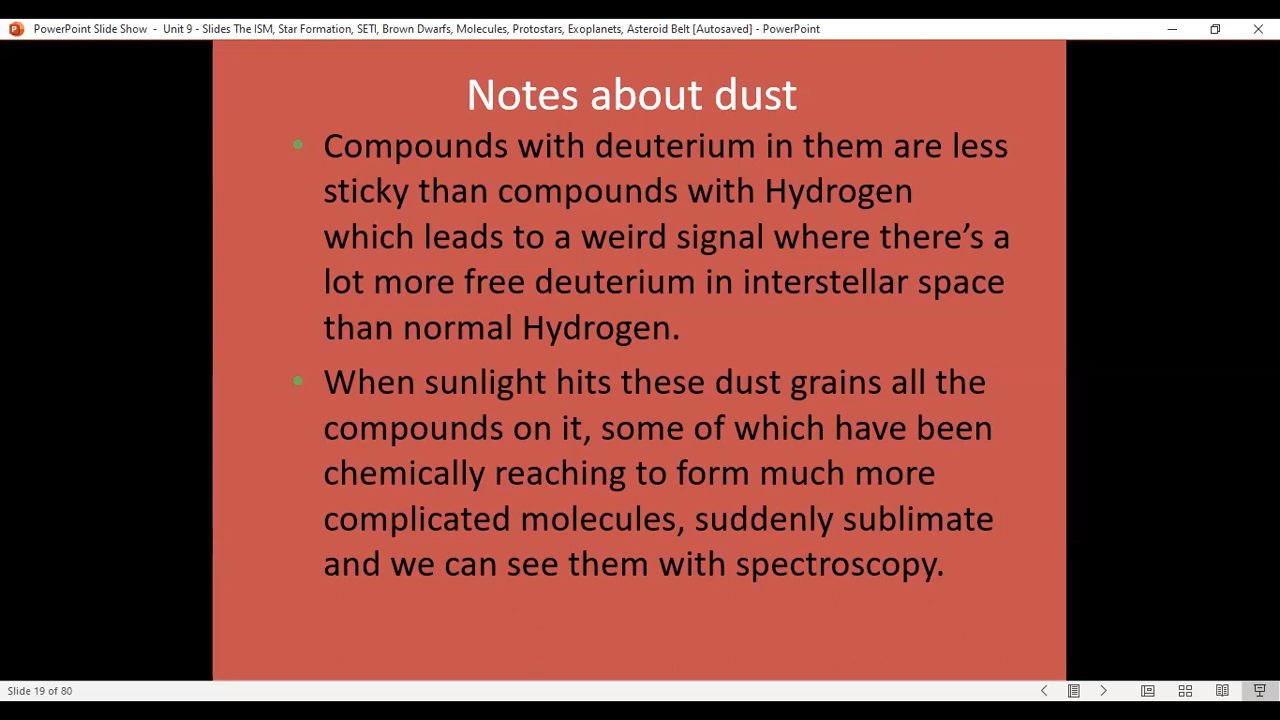 PowerPoint Slide Show - Unit 9 - Slides The ISM, Star Formation, SETI, Brown Dwarfs, Molecules, Protostars, Exoplanets, Asteroid Belt [Autosaved] - PowerPoint
Notes about dust
• Compounds with deuterium in them are less
sticky than compounds with Hydrogen
which leads to a weird signal where there’s a
lot more free deuterium in interstellar space
than normal Hydrogen.
• When sunlight hits these dust grains all the
compounds on it, some of which have been
chemically reaching to form much more
complicated molecules, suddenly sublimate
and we can see them with spectroscopy.
Slide 19 of 80